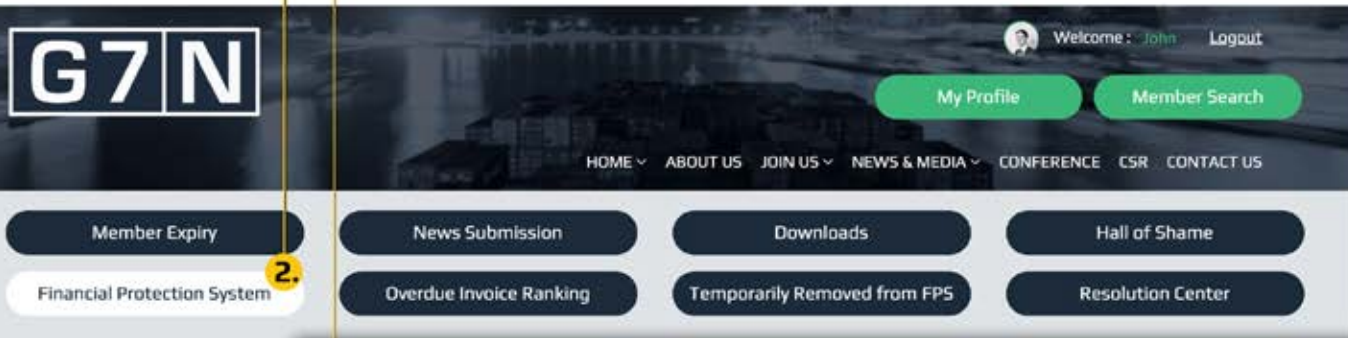 G7N
Welcome : John Logout
My Profile Member Search
HOME ABOUT US JOIN US NEWS & MEDIA CONFERENCE CSR CONTACT US
Member Expiry News Submission Downloads Hall of Shame
2.
Financial Protection System Overdue Invoice Ranking Temporarily Removed from FPS Resolution Center